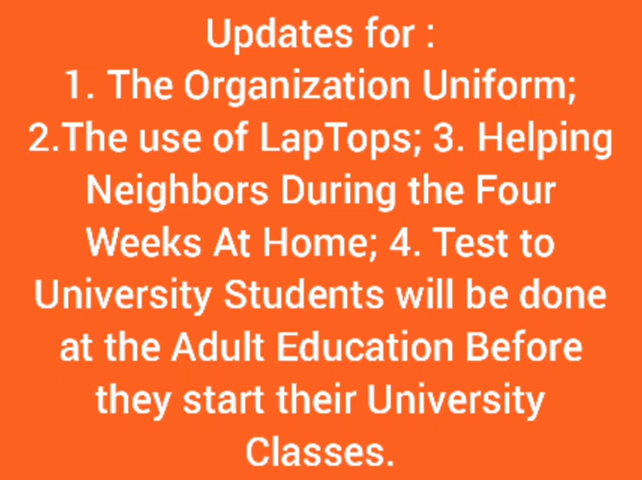 Updates for :
1. The Organization Uniform;
2.The use of LapTops; 3. Helping
Neighbors During the Four
Weeks At Home; 4. Test to
University Students will be done
at the Adult Education Before
they start their University
Classes.